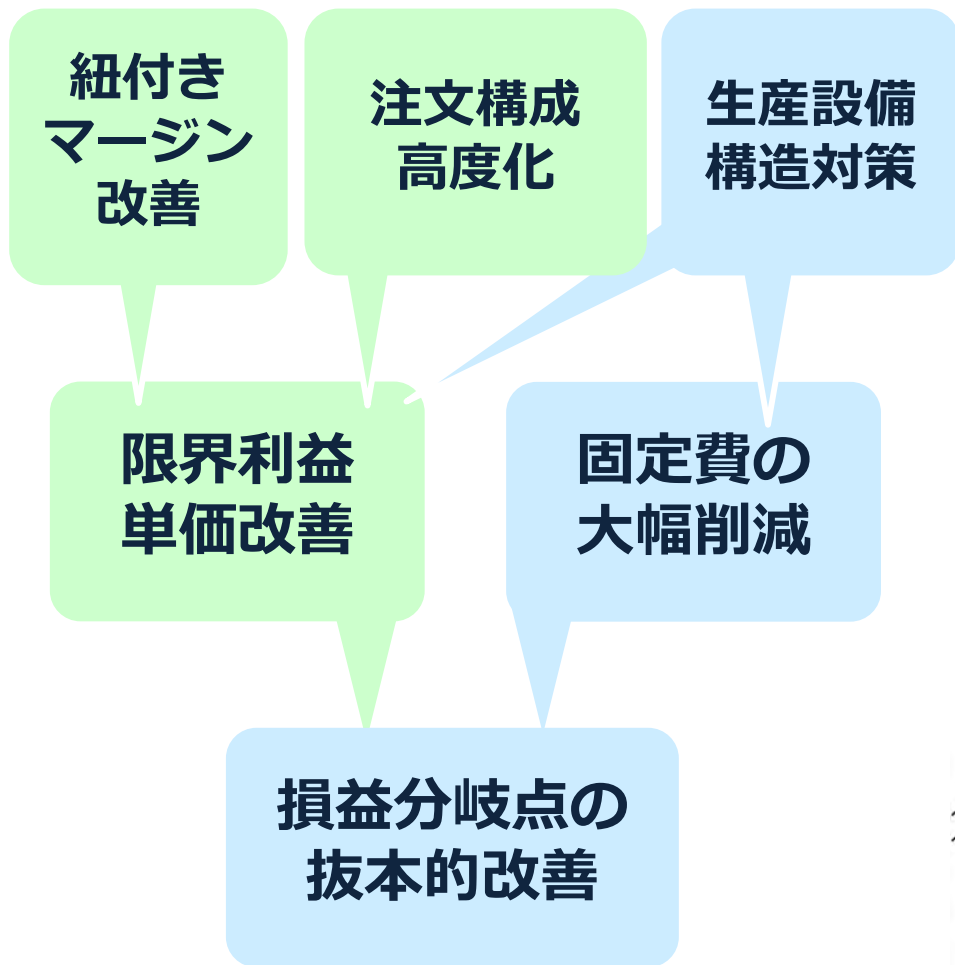 紐付き
マージン
改善
注文構成
高度化
生産設備
構造対策
限界利益
単価改善
固定費の
大幅削減
損益分岐点の
抜本的改善